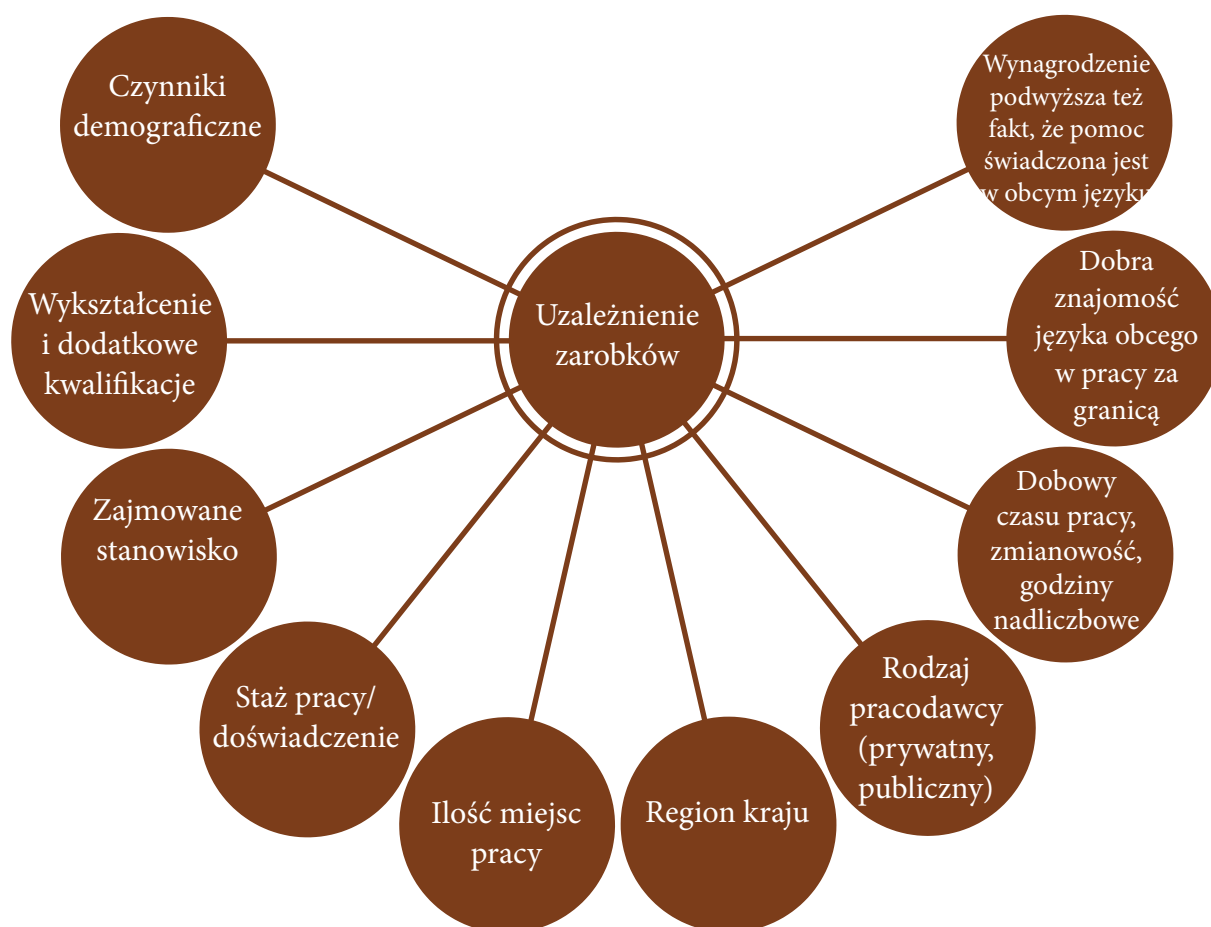 Czynniki
demograficzne
Wykształcenie
i dodatkowe
kwalifikacje
Zajmowane
stanowisko
Staż pracy/
doświadczenie
Ilość miejsc
pracy
Region kraju
Rodzaj
pracodawcy
(prywatny,
publiczny)
Dobowy
czasu pracy,
zmianowość,
godziny
nadliczbowe
Dobra
znajomość
języka obcego
w pracy za
granicą
Wynagrodzenie
podwyższa też
fakt, że pomoc
świadczona jest
w obcym języku
Uzależnienie
zarobków